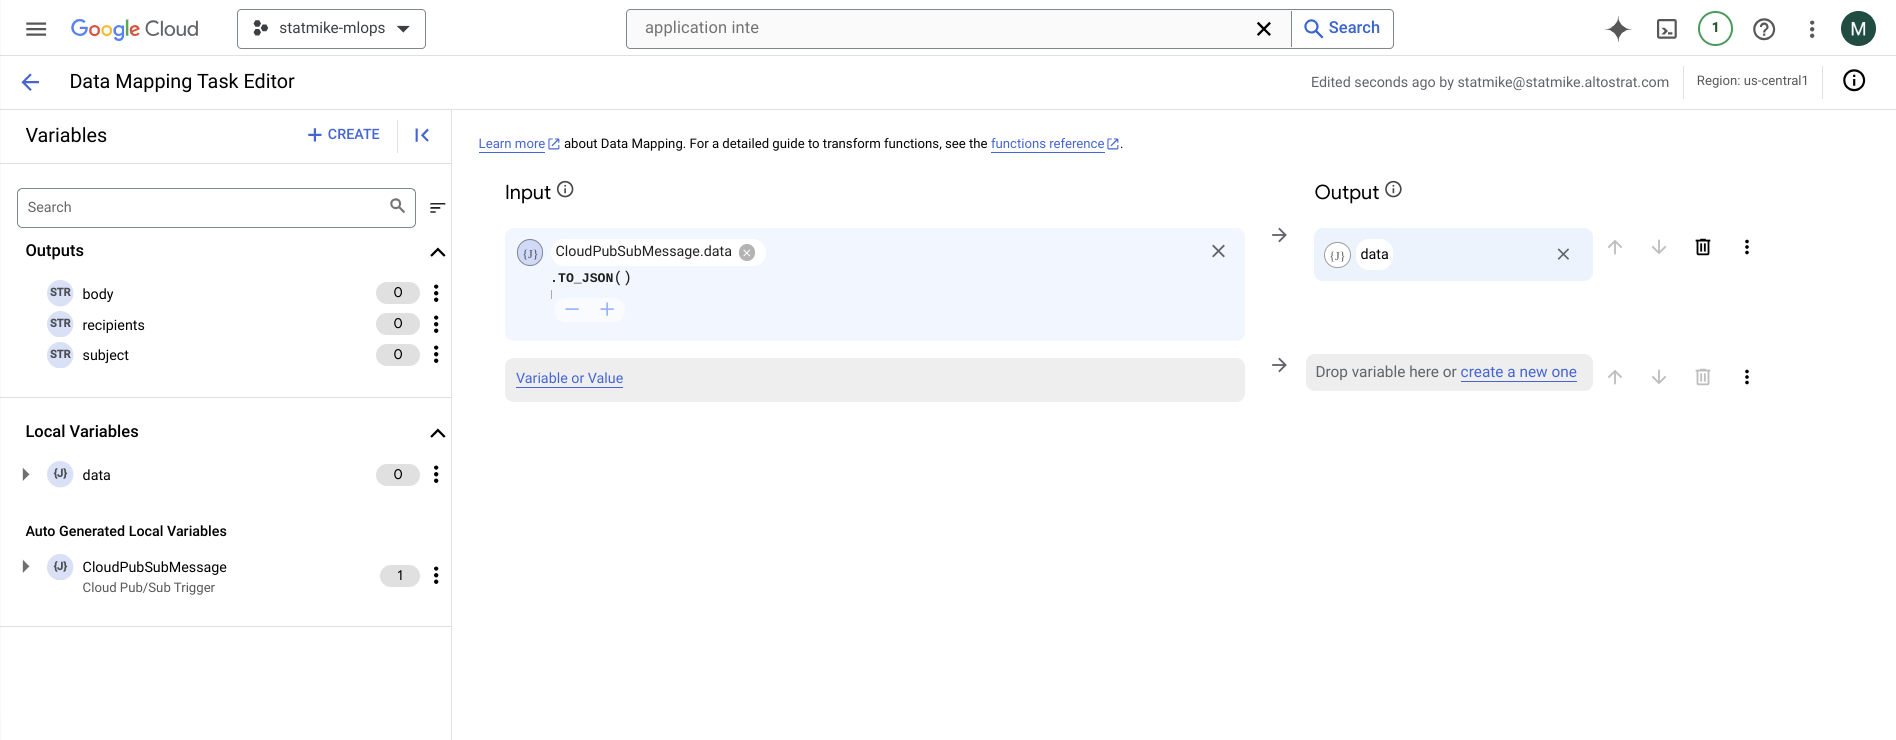 Google Cloud
statmike-mlops
application inte
Search
1
M
Data Mapping Task Editor
Edited seconds ago by statmike@statmike.altostrat.com
Region: us-central1
Variables
CREATE
Search
Outputs
STR body 0
STR recipients 0
STR subject 0
Local Variables
{J} data 0
Auto Generated Local Variables
{J} CloudPubSubMessage 1
Cloud Pub/Sub Trigger
Learn more about Data Mapping. For a detailed guide to transform functions, see the functions reference.
Input
Output
{J} CloudPubSubMessage.data
.TO_JSON()
{J} data
Variable or Value
Drop variable here or create a new one